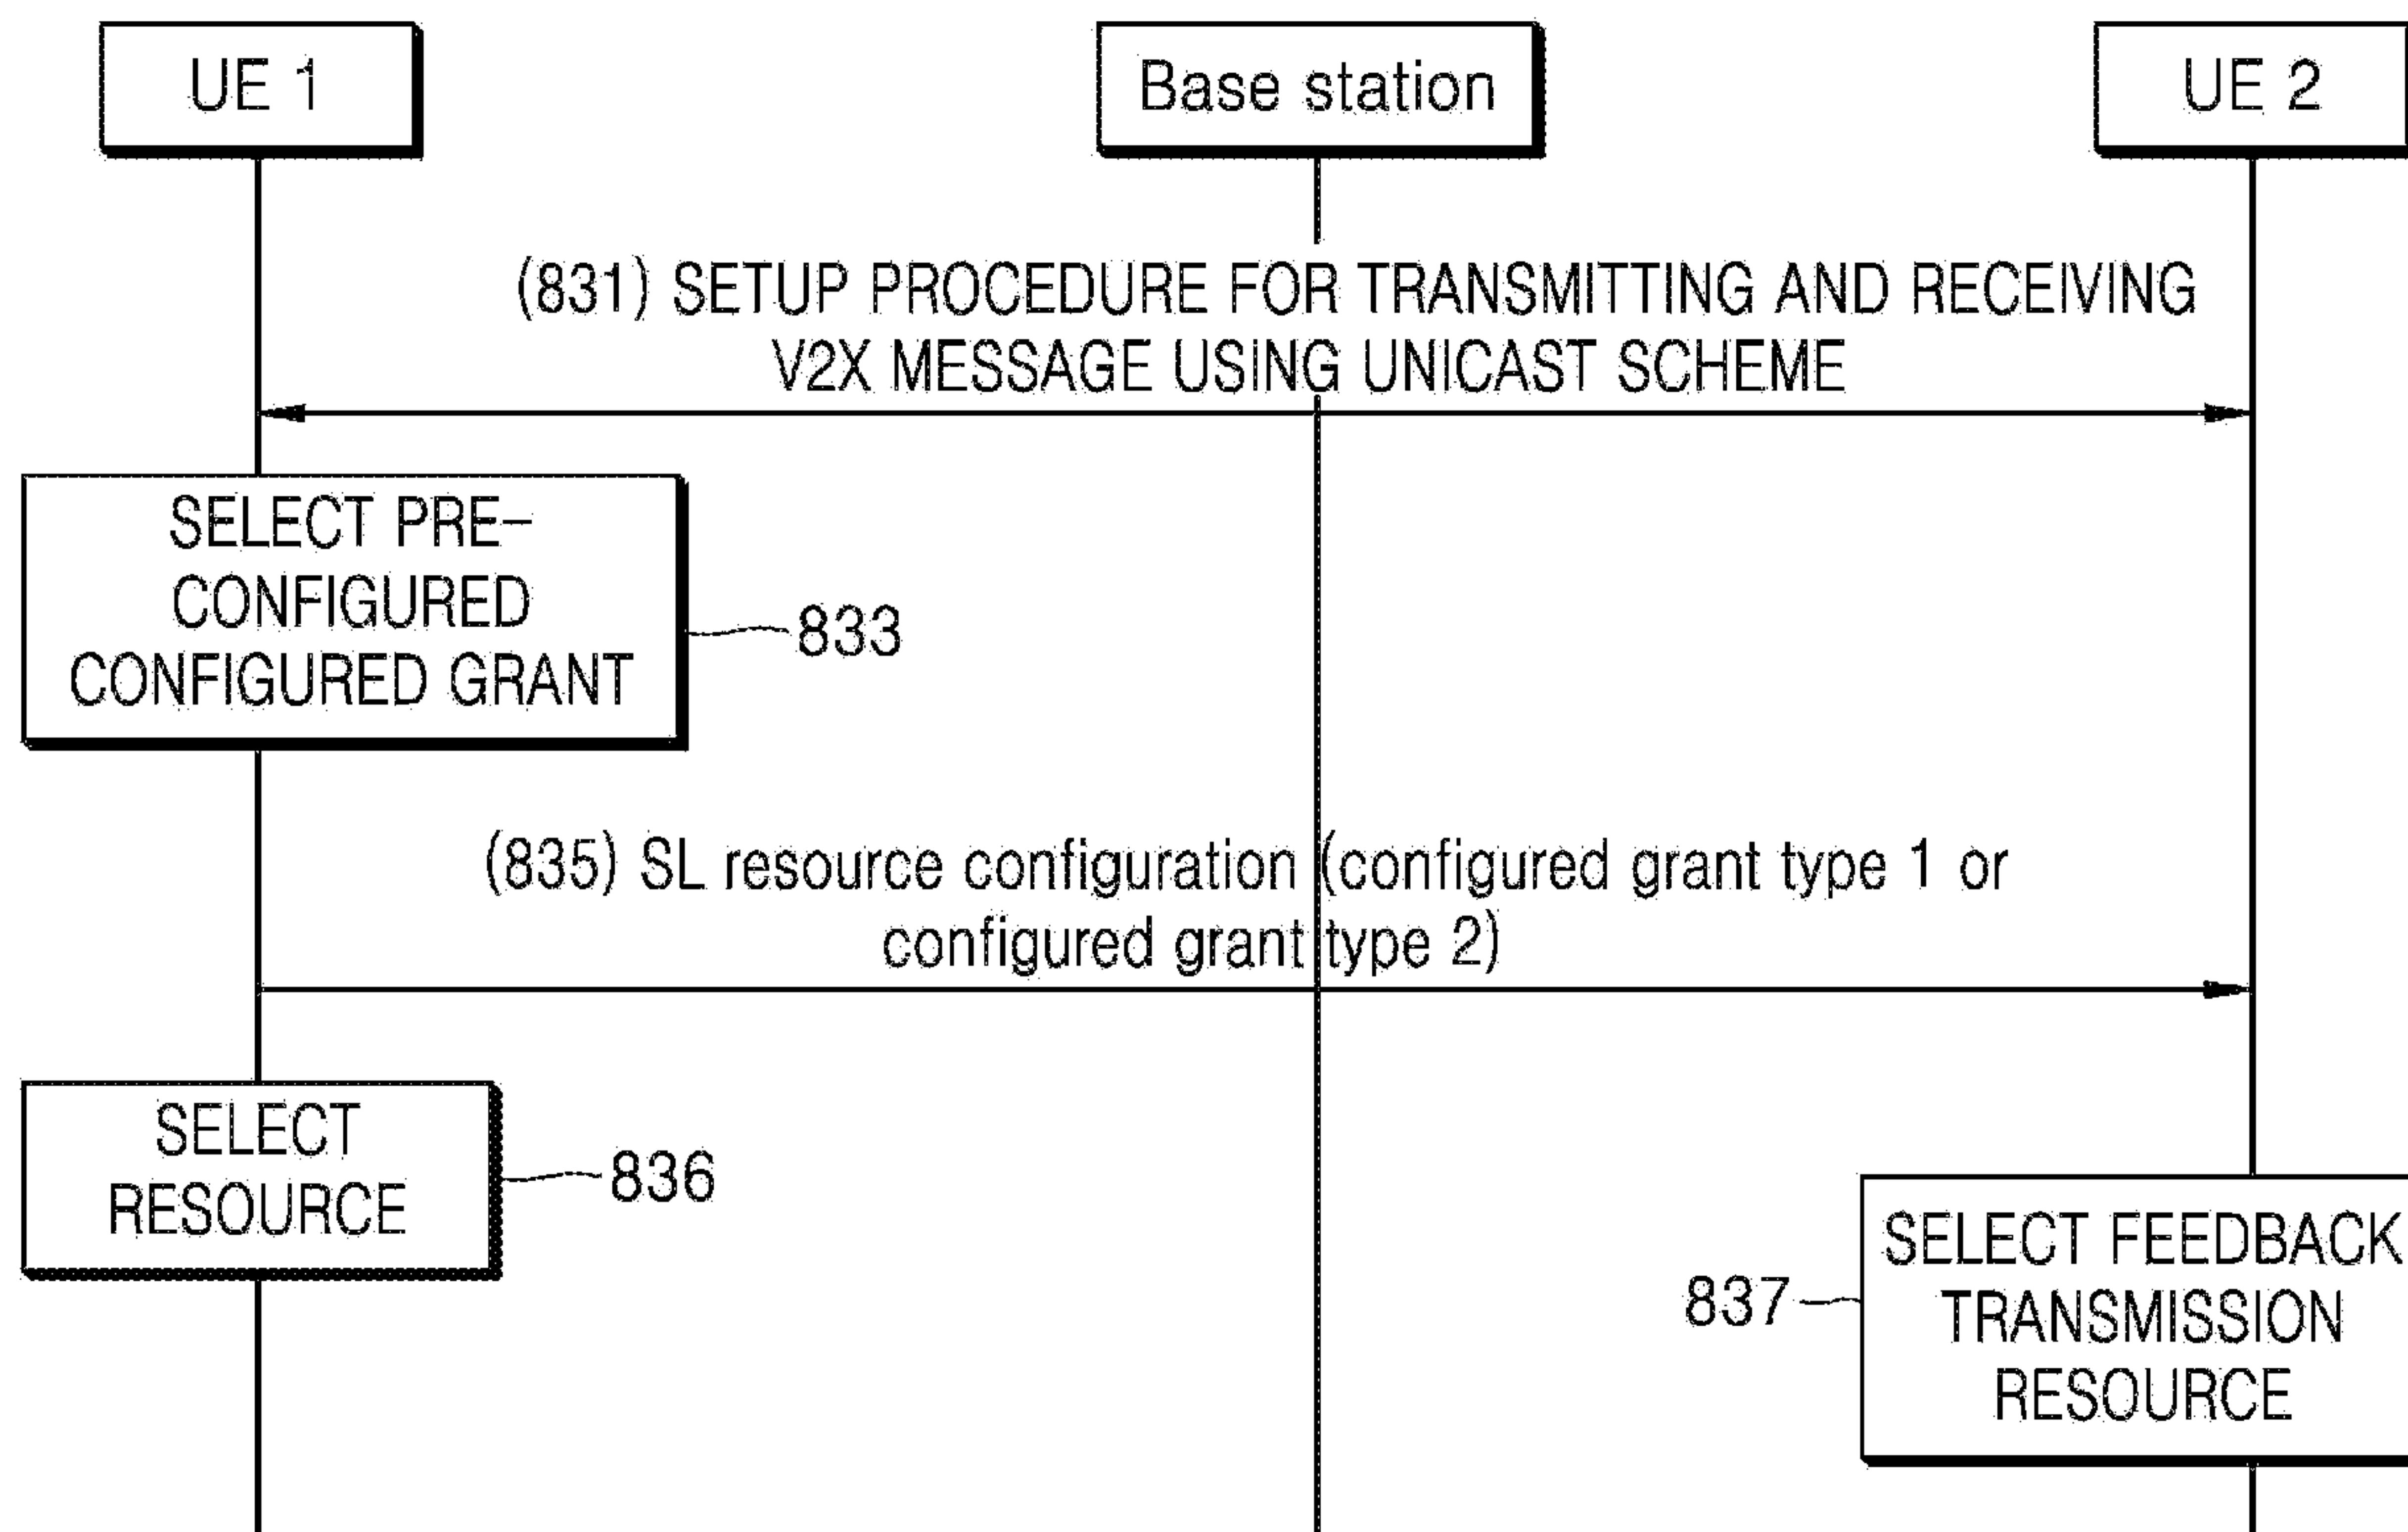 UE 1
Base station
UE 2
(831) SETUP PROCEDURE FOR TRANSMITTING AND RECEIVING
V2X MESSAGE USING UNICAST SCHEME
SELECT PRE-
CONFIGURED
CONFIGURED GRANT
833
(835) SL resource configuration (configured grant type 1 or
configured grant type 2)
SELECT
RESOURCE
836
SELECT FEEDBACK
TRANSMISSION
RESOURCE
837